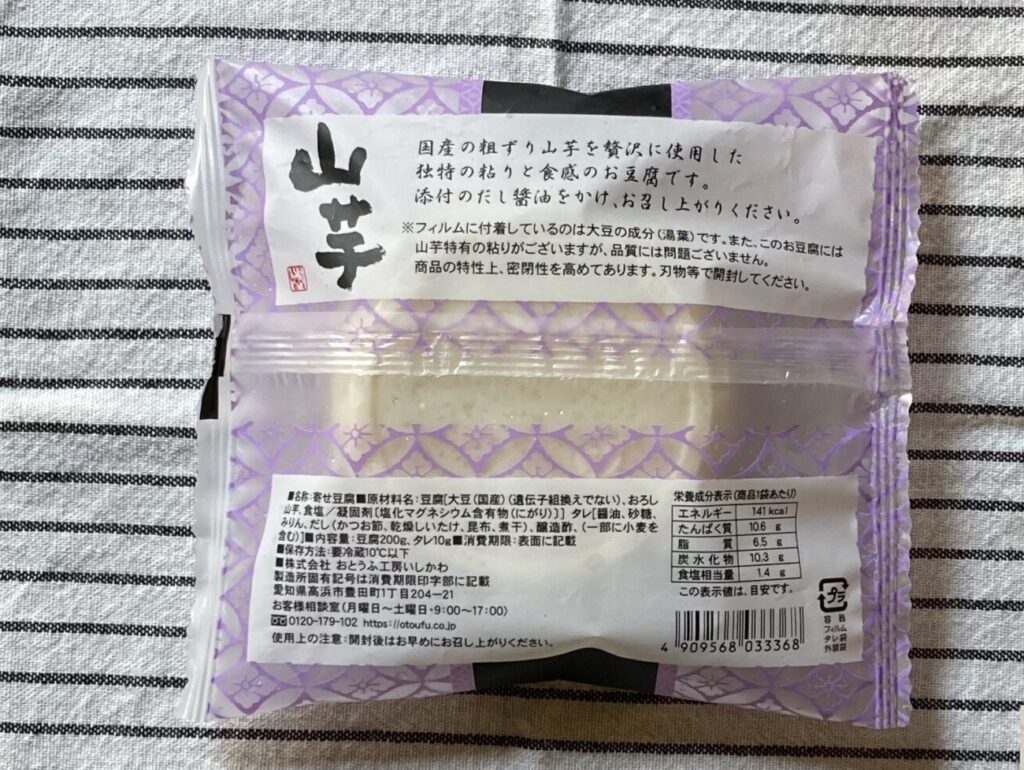 山芋
国産の粗ずり山芋を贅沢に使用した
独特の粘りと食感のお豆腐です。
添付のだし醤油をかけ、お召し上がりください。
※フィルムに付着しているのは大豆の成分(湯葉)です。また、このお豆腐には
山芋特有の粘りがございますが、品質には問題ございません。
商品の特性上、密閉性を高めてあります。刃物等で開封してください。
■名称:寄せ豆腐■原材料名:豆腐[大豆(国産)(遺伝子組換えでない)、おろし
山芋、食塩/凝固剤[塩化マグネシウム含有物(にがり)]] タレ[醤油、砂糖、
みりん、だし(かつお節、乾燥しいたけ、昆布、煮干)、醸造酢、(一部に小麦を
含む)]■内容量:豆腐200g、タレ10g■消費期限:表面に記載
■保存方法:要冷蔵10℃以下
■株式会社 おとうふ工房いしかわ
製造所固有記号は消費期限印字部に記載
愛知県高浜市豊田町1丁目204-21
お客様相談室(月曜日~土曜日・9:00~17:00)
0120-179-102 https://otoufu.co.jp
使用上の注意:開封後はお早めにお召し上がりください。
栄養成分表示(商品1袋あたり)
エネルギー 141kcal
たんぱく質 10.6 g
脂質 6.5 g
炭水化物 10.3 g
食塩相当量 1.4 g
この表示値は、目安です。
プラ
容器
フィルム
タレ袋
外装袋
4 909568 033368